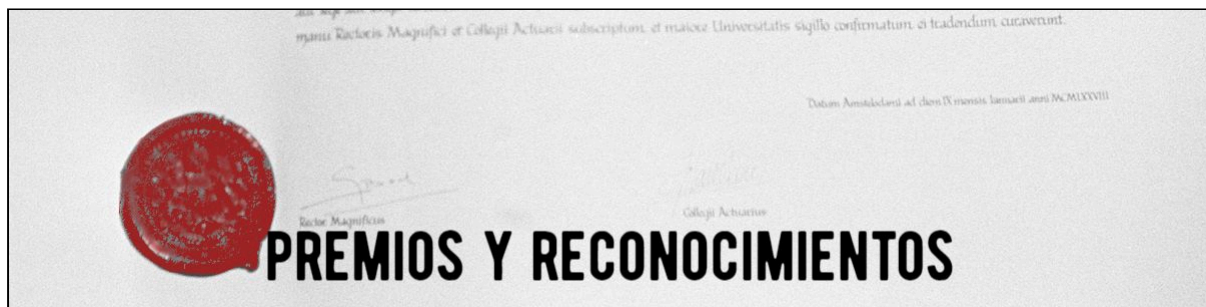 manu Rectoris Magnifici et Collegii Actuarii subscriptum, et maiore Universitatis sigillo confirmatum ei tradendum curaverunt.
Datum Amstelodami ad diem IX mensis Ianuarii anni MCMLXXVIII
Rector Magnificus
Collegii Actuarius
PREMIOS Y RECONOCIMIENTOS